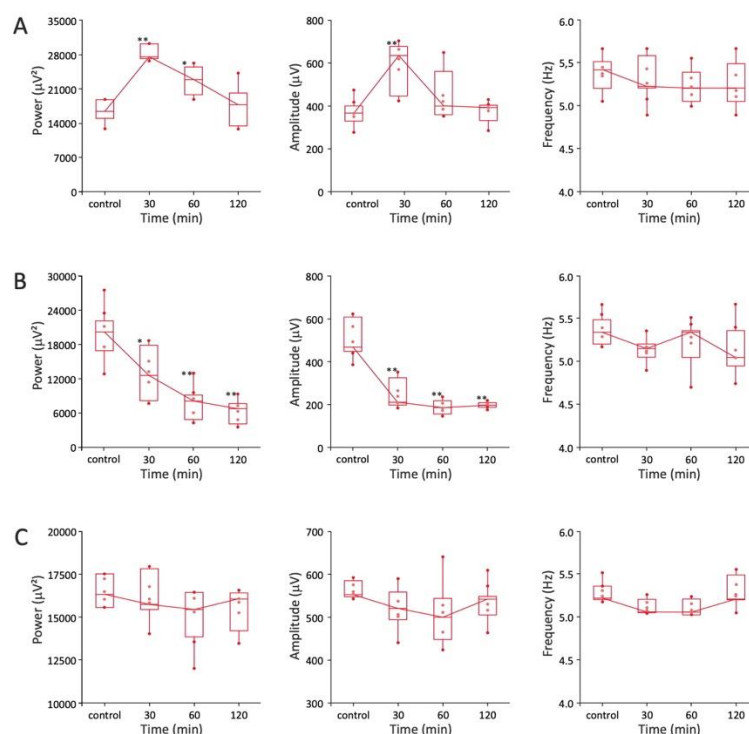 A
Power (μV²)
35000
28000
21000
14000
7000
0
**
*
control 30 60 120
Time (min)
Amplitude (μV)
800
600
400
200
0
**
control 30 60 120
Time (min)
Frequency (Hz)
6.0
5.5
5.0
4.5
4.0
control 30 60 120
Time (min)
B
Power (μV²)
30000
24000
18000
12000
6000
0
*
**
**
control 30 60 120
Time (min)
Amplitude (μV)
800
600
400
200
0
**
**
**
control 30 60 120
Time (min)
Frequency (Hz)
6.0
5.5
5.0
4.5
4.0
control 30 60 120
Time (min)
C
Power (μV²)
20000
17500
15000
12500
10000
control 30 60 120
Time (min)
Amplitude (μV)
700
600
500
400
300
control 30 60 120
Time (min)
Frequency (Hz)
6.0
5.5
5.0
4.5
4.0
control 30 60 120
Time (min)